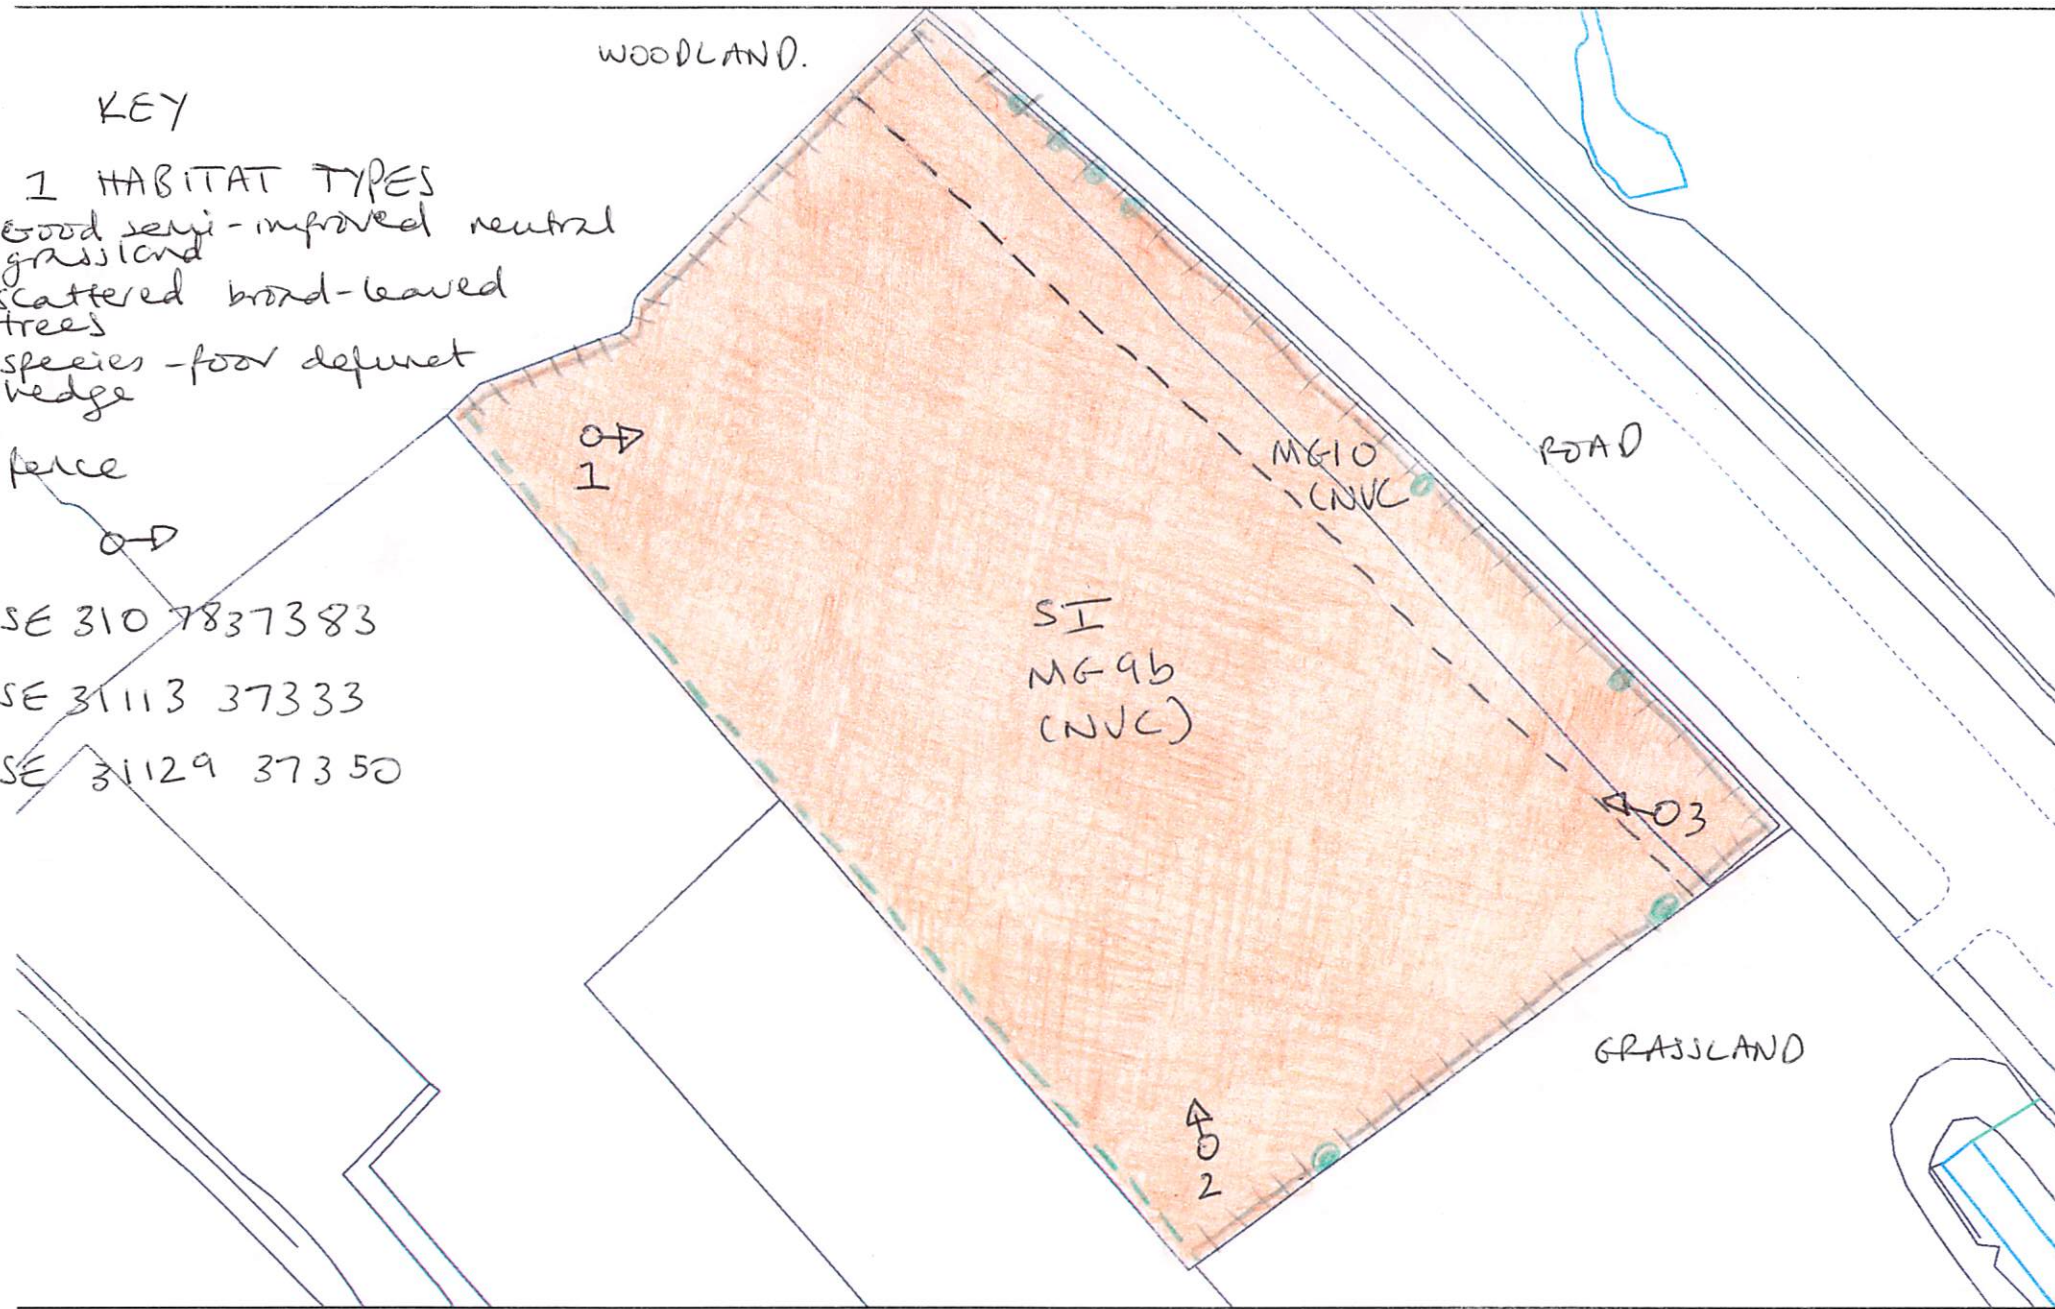 WOODLAND.
KEY
1 HABITAT TYPES
Good semi-improved neutral
grassland
scattered broad-leaved
trees
species-poor defunct
hedge
fence
SE 310 7837383
SE 31113 37333
SE 31129 37350
1
MG10
(NVC
ROAD
SI
MG9b
(NVC)
3
GRASSLAND
2